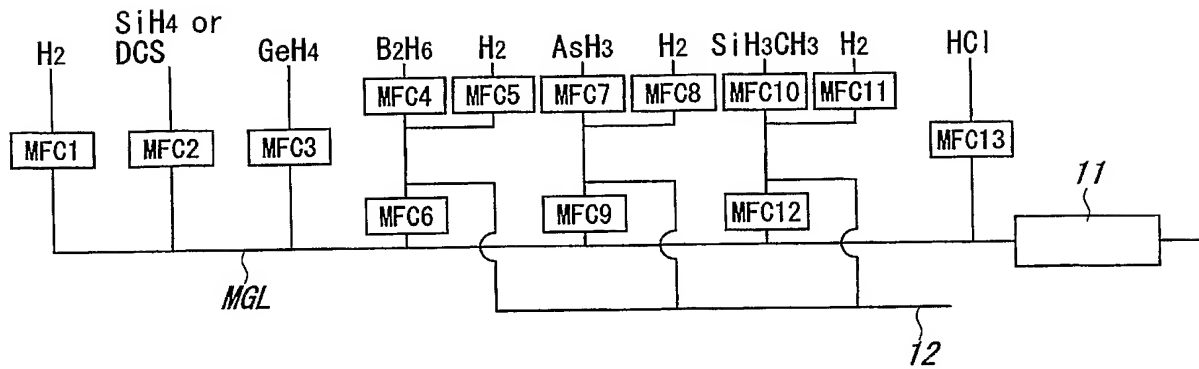 SiH4 or
DCS
H2
GeH4
B2H6
H2
AsH3
H2
SiH3CH3
H2
HCl
MFC4
MFC5
MFC7
MFC8
MFC10
MFC11
MFC1
MFC2
MFC3
MFC13
MFC6
MFC9
MFC12
11
MGL
12